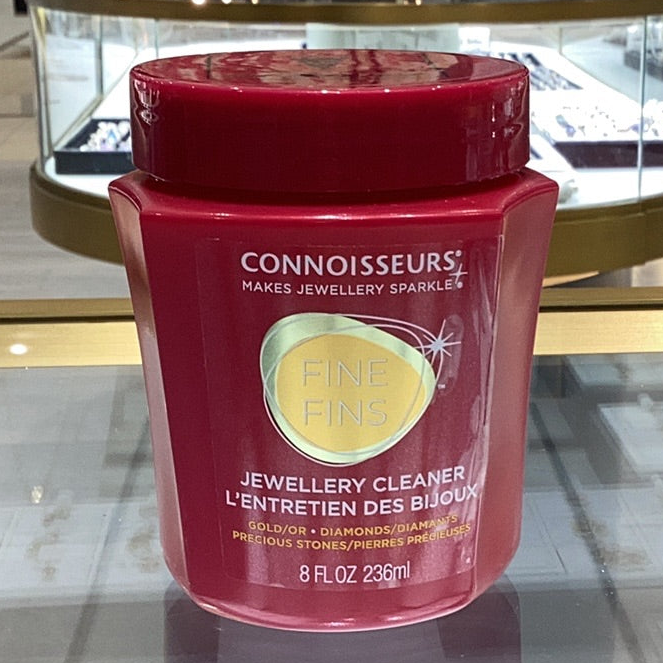 CONNOISSEURS®
MAKES JEWELLERY SPARKLE!
FINE
FINS
™
JEWELLERY CLEANER
L'ENTRETIEN DES BIJOUX
GOLD/OR • DIAMONDS/DIAMANTS
PRECIOUS STONES/PIERRES PRÉCIEUSES
8 FL OZ 236ml